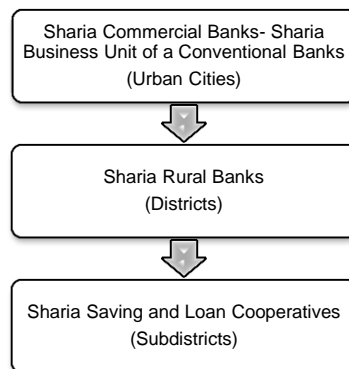 Sharia Commercial Banks- Sharia
Business Unit of a Conventional Banks
(Urban Cities)
Sharia Rural Banks
(Districts)
Sharia Saving and Loan Cooperatives
(Subdistricts)